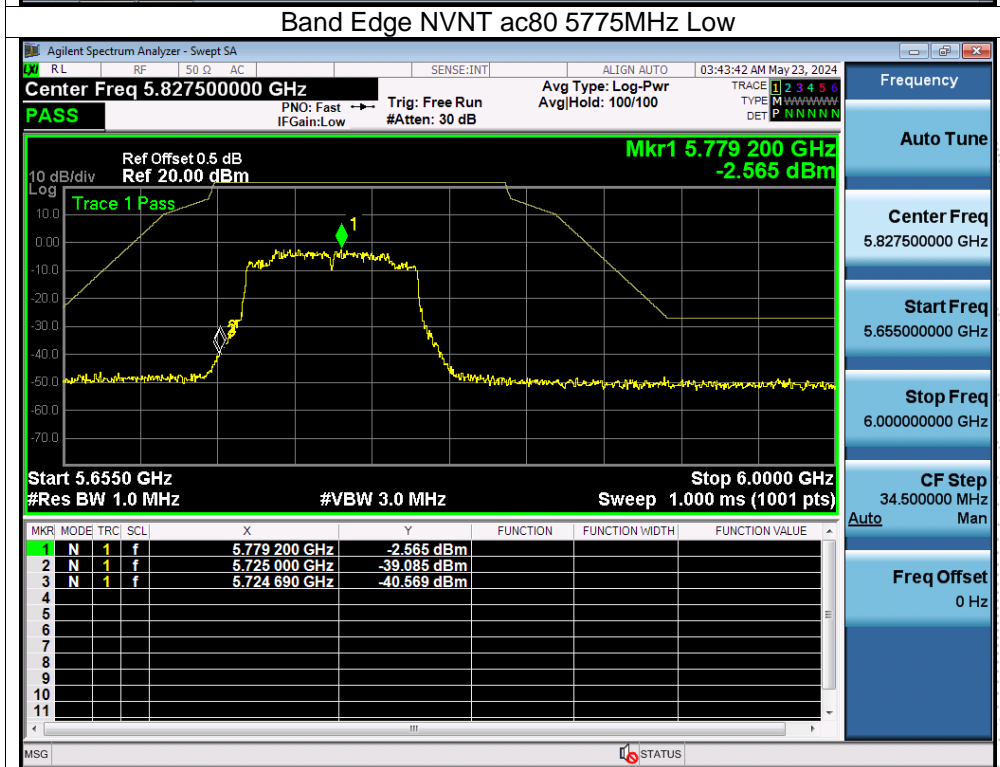 Band Edge NVNT ac80 5775MHz Low
Agilent Spectrum Analyzer - Swept SA
LXI RL RF 50 Ω AC SENSE:INT ALIGN AUTO 03:43:42 AM May 23, 2024
Center Freq 5.827500000 GHz
PASS
PNO: Fast
IFGain:Low
Trig: Free Run
#Atten: 30 dB
Avg Type: Log-Pwr
Avg|Hold: 100/100
TRACE 1 2 3 4 5 6
TYPE M WWWWW
DET P N N N N N
Mkr1 5.779 200 GHz
-2.565 dBm
Ref Offset 0.5 dB
10 dB/div Ref 20.00 dBm
Log
Trace 1 Pass
10.0
0.00
-10.0
-20.0
-30.0
-40.0
-50.0
-60.0
-70.0
1
Start 5.6550 GHz Stop 6.0000 GHz
#Res BW 1.0 MHz #VBW 3.0 MHz Sweep 1.000 ms (1001 pts)
MKR MODE TRC SCL X Y FUNCTION FUNCTION WIDTH FUNCTION VALUE
1 N 1 f 5.779 200 GHz -2.565 dBm
2 N 1 f 5.725 000 GHz -39.085 dBm
3 N 1 f 5.724 690 GHz -40.569 dBm
4
5
6
7
8
9
10
11
MSG STATUS
Frequency
Auto Tune
Center Freq
5.827500000 GHz
Start Freq
5.655000000 GHz
Stop Freq
6.000000000 GHz
CF Step
34.500000 MHz
Auto Man
Freq Offset
0 Hz